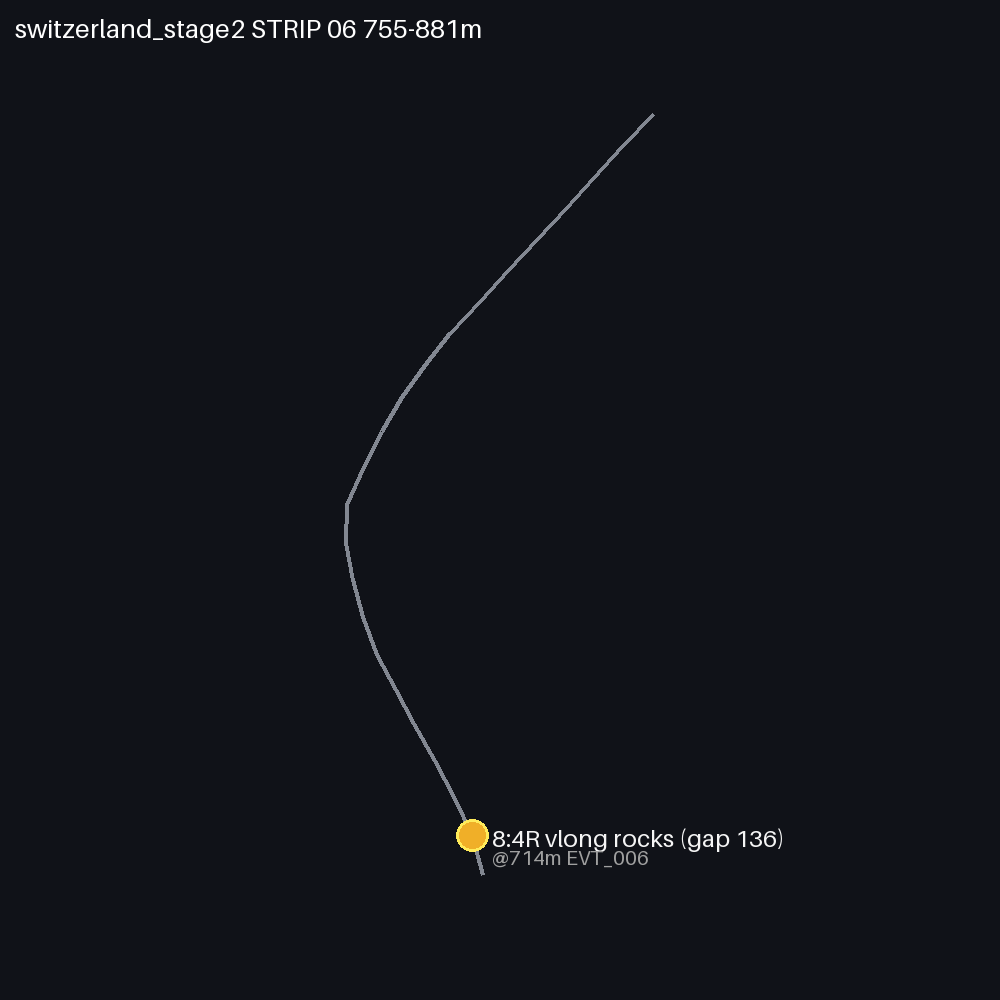 switzerland_stage2 STRIP 06 755-881m
8:4R vlong rocks (gap 136)
@714m EVT_006